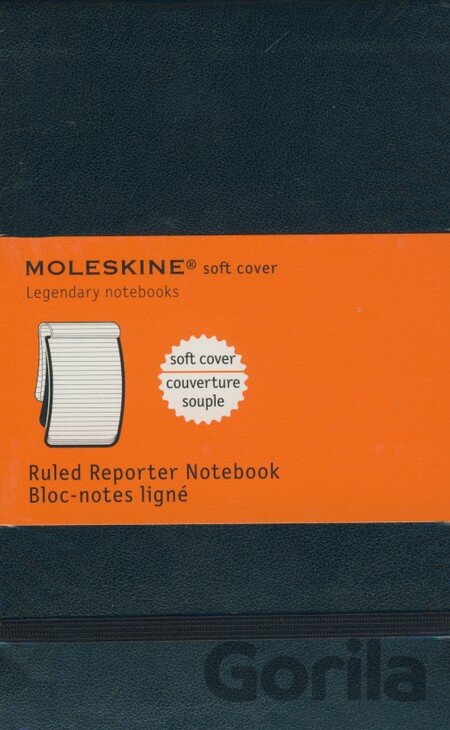 MOLESKINE® soft cover
Legendary notebooks
soft cover
couverture
souple
Ruled Reporter Notebook
Bloc-notes ligné
Gorila